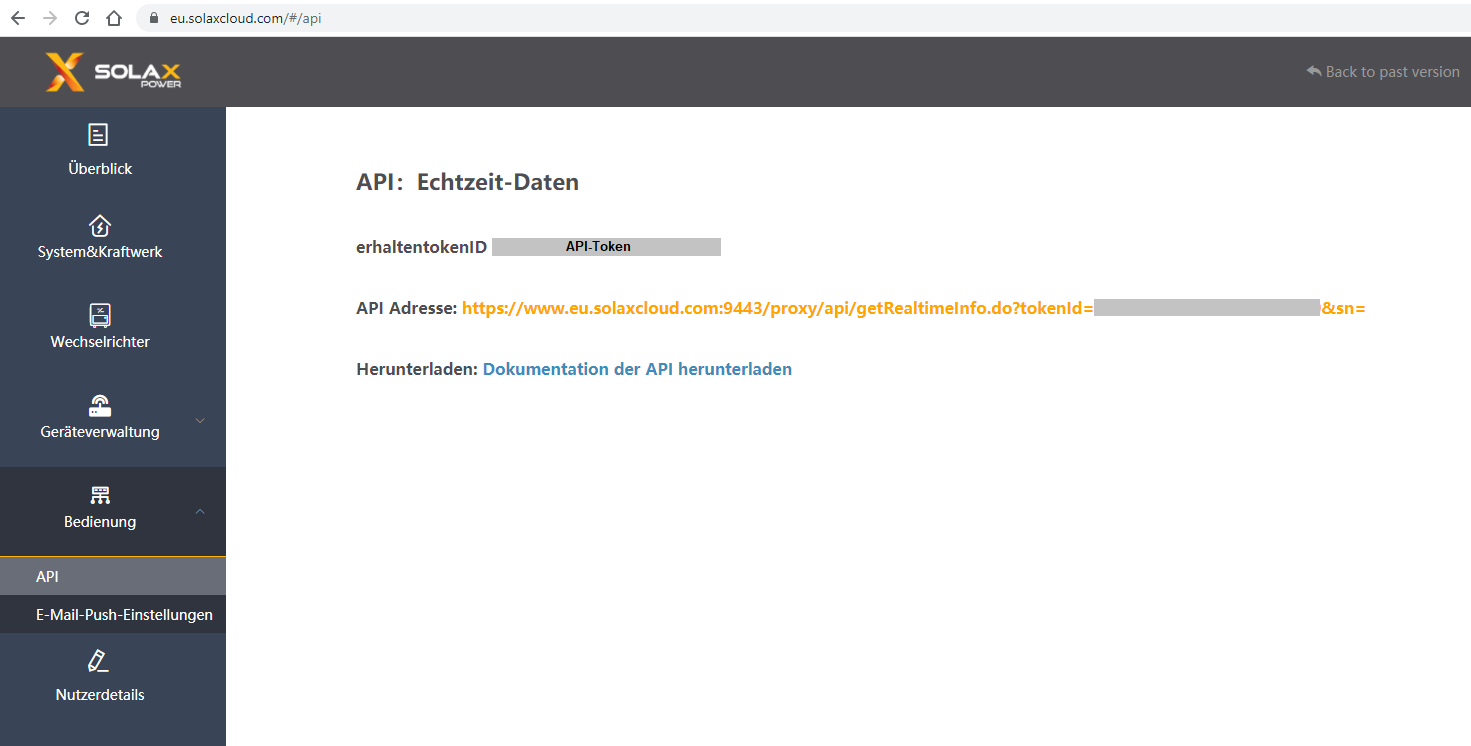 eu.solaxcloud.com/#/api
SOLAX
POWER
Back to past version
Überblick
System&Kraftwerk
Wechselrichter
Geräteverwaltung
Bedienung
API
E-Mail-Push-Einstellungen
Nutzerdetails
API：Echtzeit-Daten
erhaltentokenID API-Token
API Adresse: https://www.eu.solaxcloud.com:9443/proxy/api/getRealtimeInfo.do?tokenId= &sn=
Herunterladen: Dokumentation der API herunterladen